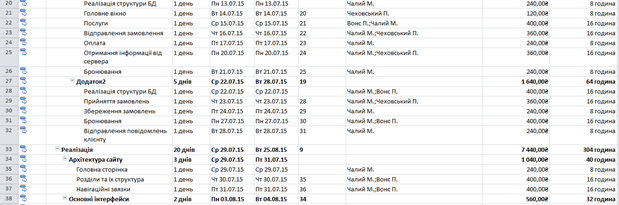 20 Реалізація структури БД 1 день Пн 13.07.15 Пн 13.07.15 Чалий М. 240,00₴ 8 година
21 Головне вікно 1 день Вт 14.07.15 Вт 14.07.15 20 Чеховський П. 120,00₴ 8 година
22 Послуги 1 день Ср 15.07.15 Ср 15.07.15 21 Вонс П.;Чалий М. 400,00₴ 16 година
23 Відправлення замовлення 1 день Чт 16.07.15 Чт 16.07.15 22 Чалий М.;Чеховський П. 360,00₴ 16 година
24 Оплата 1 день Пт 17.07.15 Пт 17.07.15 23 Чалий М. 240,00₴ 8 година
25 Отримання інформації від 1 день Пн 20.07.15 Пн 20.07.15 24 Чалий М.;Чеховський П. 360,00₴ 16 година
сервера
26 Бронювання 1 день Вт 21.07.15 Вт 21.07.15 25 Чалий М. 240,00₴ 8 година
27 Додаток2 5 днів Ср 22.07.15 Вт 28.07.15 19 1 640,00₴ 64 година
28 Реалізація структури БД 1 день Ср 22.07.15 Ср 22.07.15 Чалий М.;Вонс П. 400,00₴ 16 година
29 Прийняття замовлень 1 день Чт 23.07.15 Чт 23.07.15 28 Чалий М.;Чеховський П. 360,00₴ 16 година
30 Збереження замовлень 1 день Пт 24.07.15 Пт 24.07.15 29 Чалий М. 240,00₴ 8 година
31 Бронювання 1 день Пн 27.07.15 Пн 27.07.15 30 Чалий М.;Вонс П. 400,00₴ 16 година
32 Відправлення повідомлень 1 день Вт 28.07.15 Вт 28.07.15 31 Чалий М. 240,00₴ 8 година
клієнту
33 Реалізація 20 днів Ср 29.07.15 Вт 25.08.15 9 7 440,00₴ 304 година
34 Архітектура сайту 3 днів Ср 29.07.15 Пт 31.07.15 1 040,00₴ 40 година
35 Головна сторінка 1 день Ср 29.07.15 Ср 29.07.15 Чалий М. 240,00₴ 8 година
36 Розділи та їх структура 1 день Чт 30.07.15 Чт 30.07.15 35 Чалий М.;Вонс П. 400,00₴ 16 година
37 Навігаційні звязки 1 день Пт 31.07.15 Пт 31.07.15 36 Чалий М.;Вонс П. 400,00₴ 16 година
38 Основні інтерфейси 2 днів Пн 03.08.15 Вт 04.08.15 34 560,00₴ 32 година